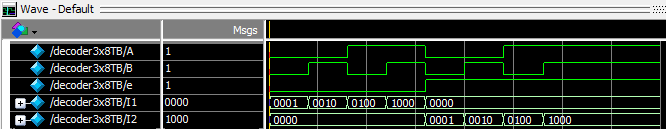 Wave - Default
Msgs
/decoder3x8TB/A 1
/decoder3x8TB/B 1
/decoder3x8TB/e 1
/decoder3x8TB/I1 0000 0001 0010 0100 1000 0000
/decoder3x8TB/I2 1000 0000 0001 0010 0100 1000